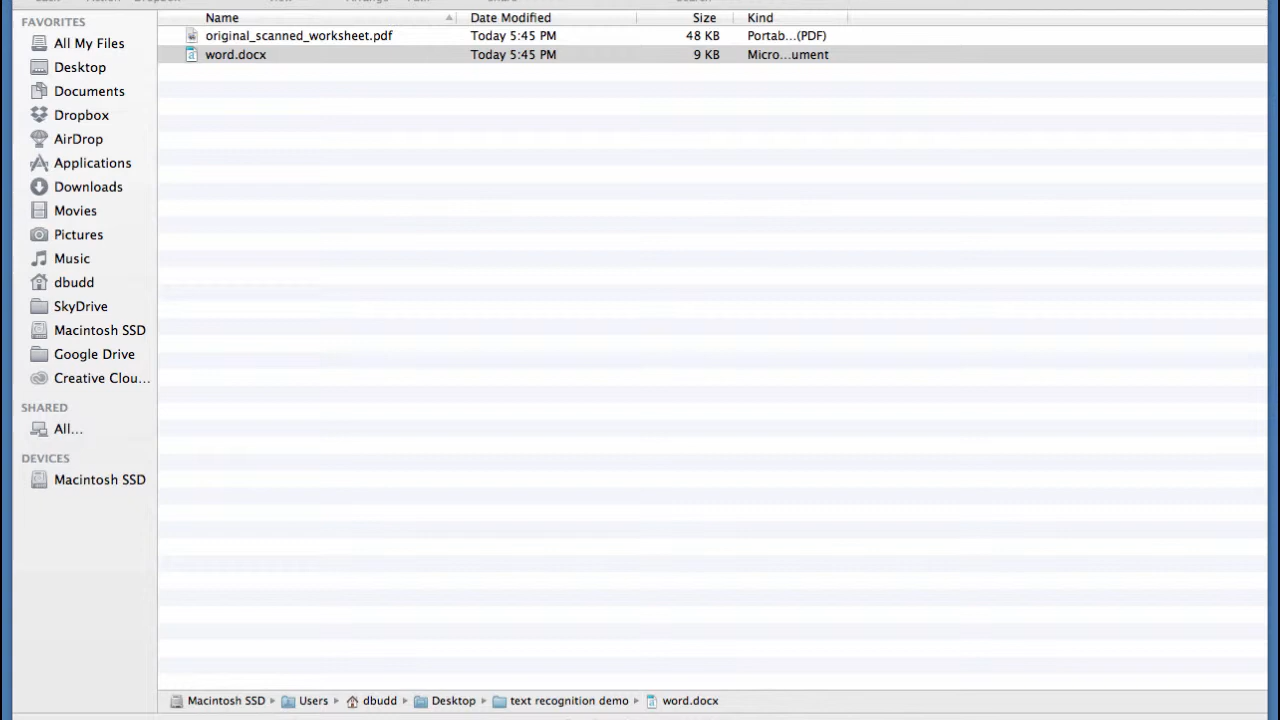 FAVORITES
All My Files
Desktop
Documents
Dropbox
AirDrop
Applications
Downloads
Movies
Pictures
Music
dbudd
SkyDrive
Macintosh SSD
Google Drive
Creative Clou...
SHARED
All...
DEVICES
Macintosh SSD
Name Date Modified Size Kind
original_scanned_worksheet.pdf Today 5:45 PM 48 KB Portab...(PDF)
word.docx Today 5:45 PM 9 KB Micro...ument
Macintosh SSD Users dbudd Desktop text recognition demo word.docx